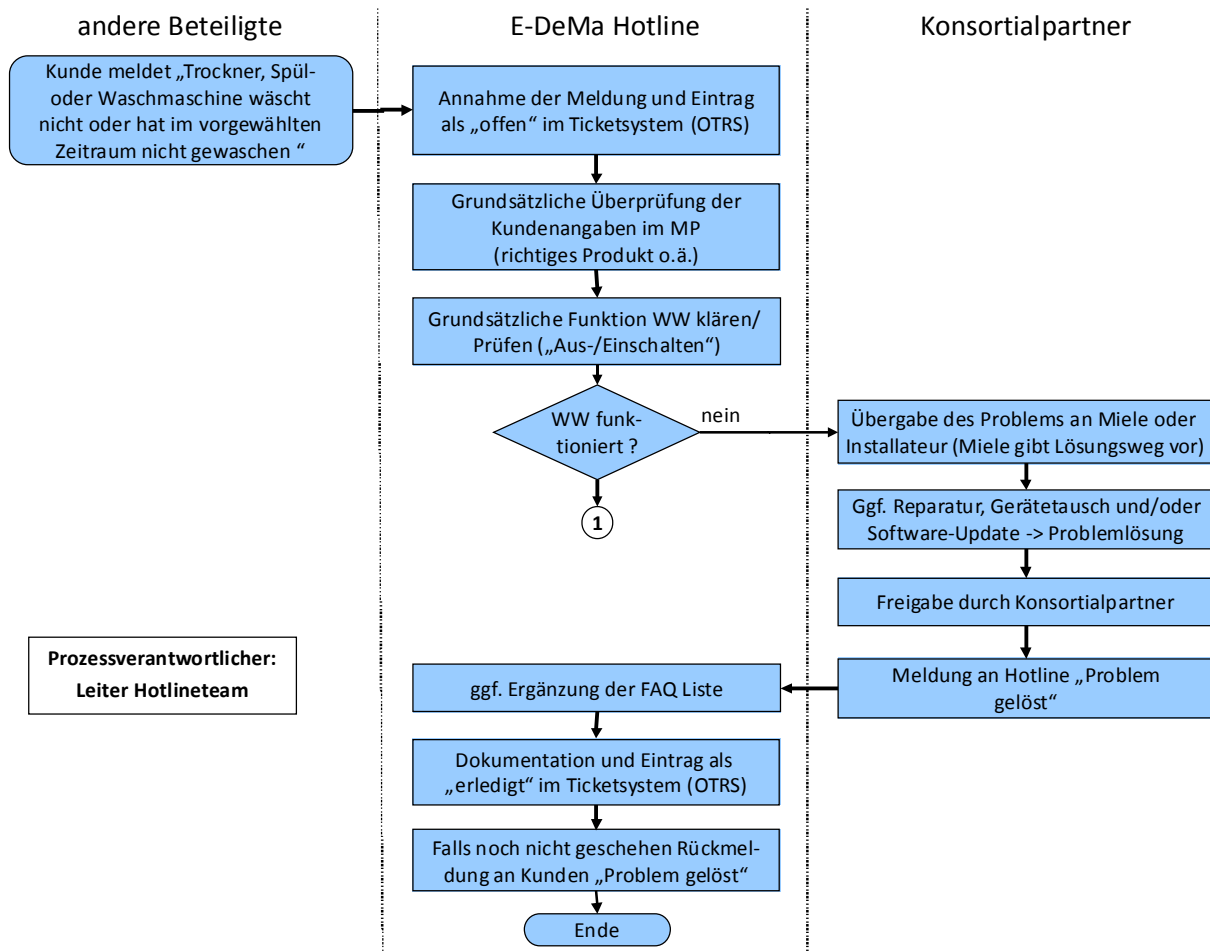 andere Beteiligte
E-DeMa Hotline
Konsortialpartner
Kunde meldet „Trockner, Spül-
oder Waschmaschine wäscht
nicht oder hat im vorgewählten
Zeitraum nicht gewaschen “
Annahme der Meldung und Eintrag
als „offen“ im Ticketsystem (OTRS)
Grundsätzliche Überprüfung der
Kundenangaben im MP
(richtiges Produkt o.ä.)
Grundsätzliche Funktion WW klären/
Prüfen („Aus-/Einschalten“)
WW funk-
tioniert ?
nein
1
Übergabe des Problems an Miele oder
Installateur (Miele gibt Lösungsweg vor)
Ggf. Reparatur, Gerätetausch und/oder
Software-Update -> Problemlösung
Freigabe durch Konsortialpartner
Meldung an Hotline „Problem
gelöst“
Prozessverantwortlicher:
Leiter Hotlineteam
ggf. Ergänzung der FAQ Liste
Dokumentation und Eintrag als
„erledigt“ im Ticketsystem (OTRS)
Falls noch nicht geschehen Rückmel-
dung an Kunden „Problem gelöst“
Ende